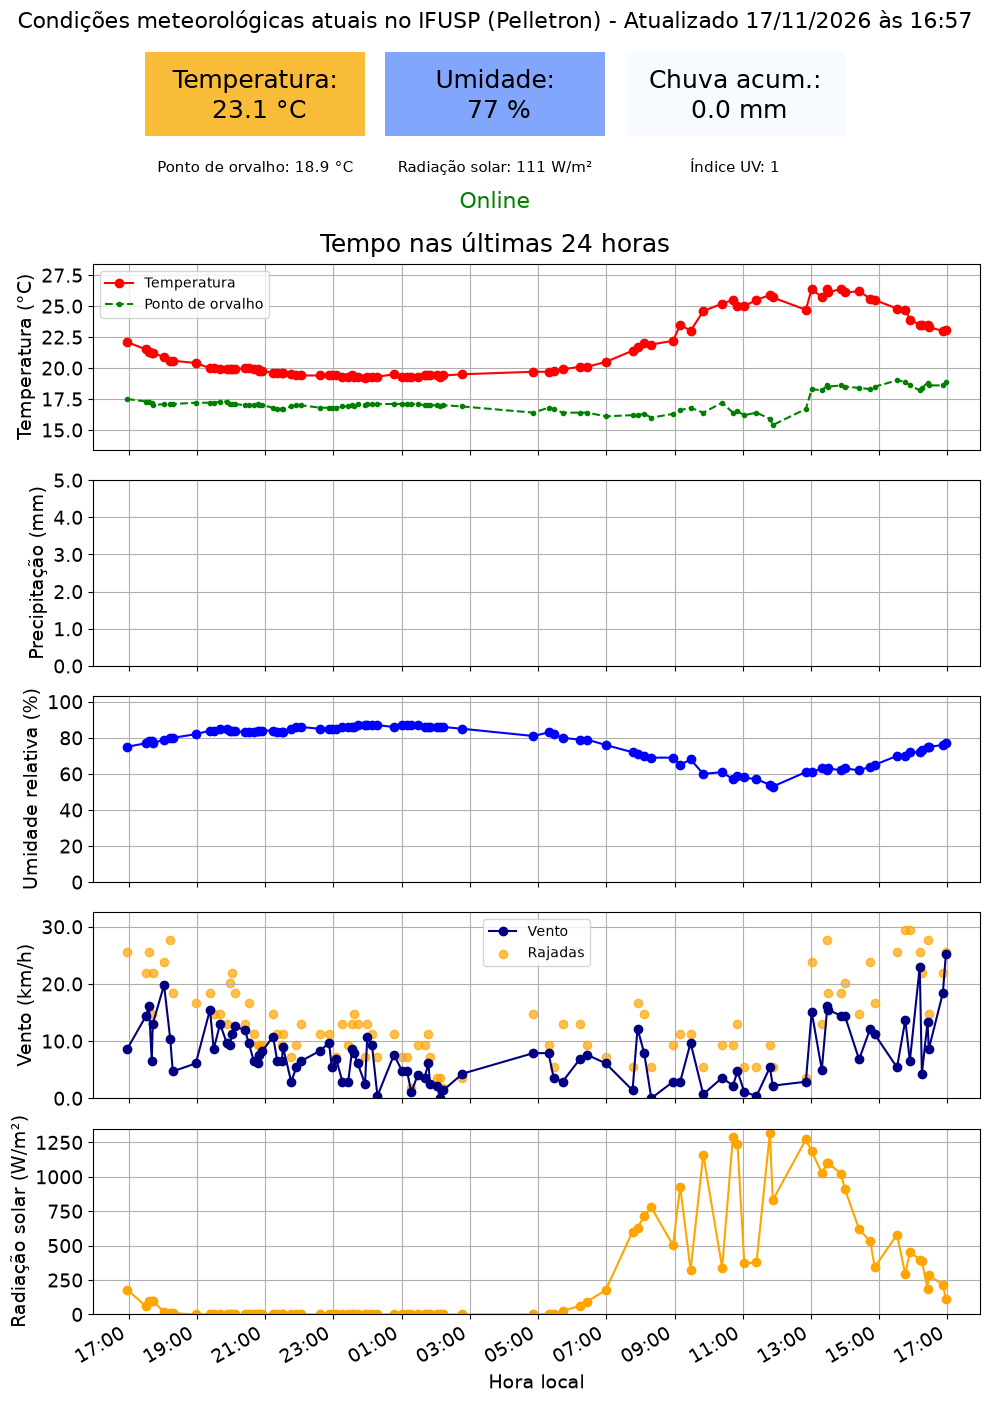 Condições meteorológicas atuais no IFUSP (Pelletron) - Atualizado 17/11/2026 às 16:57
Temperatura:
23.1 °C
Umidade:
77 %
Chuva acum.:
0.0 mm
Ponto de orvalho: 18.9 °C
Radiação solar: 111 W/m²
Índice UV: 1
Online
Tempo nas últimas 24 horas
Temperatura (°C)
27.5
25.0
22.5
20.0
17.5
15.0
Temperatura
Ponto de orvalho
Precipitação (mm)
5.0
4.0
3.0
2.0
1.0
0.0
Umidade relativa (%)
100
80
60
40
20
0
Vento (km/h)
30.0
20.0
10.0
0.0
Vento
Rajadas
Radiação solar (W/m²)
1250
1000
750
500
250
0
17:00
19:00
21:00
23:00
01:00
03:00
05:00
07:00
09:00
11:00
13:00
15:00
17:00
Hora local